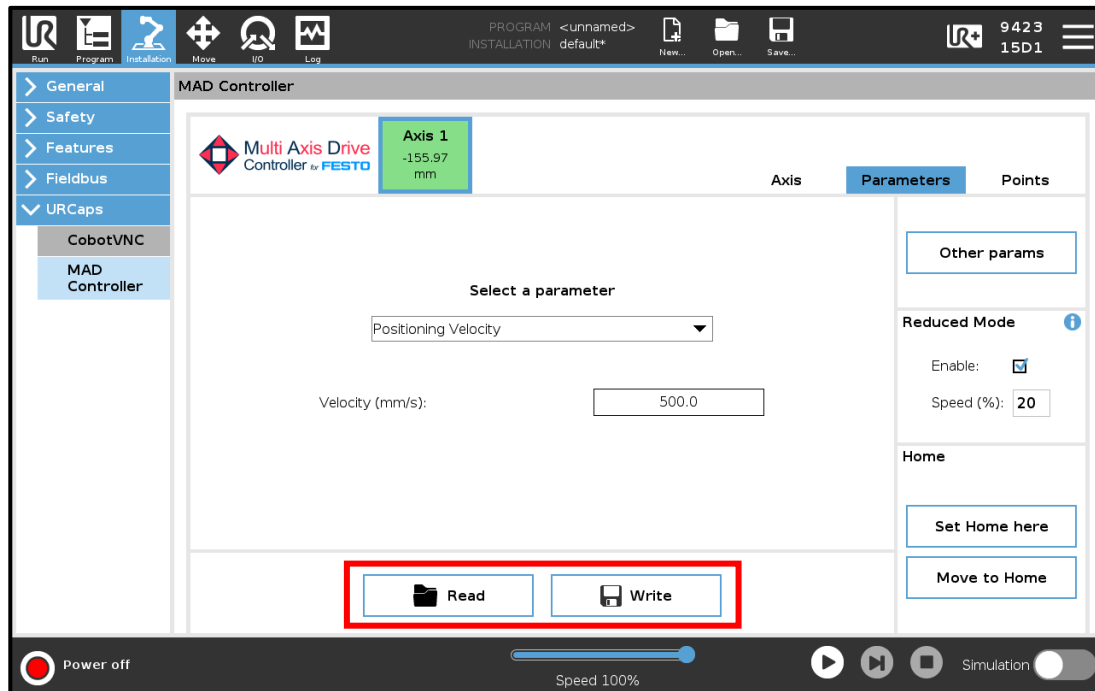 PROGRAM <unnamed>
INSTALLATION default*
Run
Program
Installation
Move
I/O
Log
New...
Open...
Save...
UR+
9423
15D1
General
Safety
Features
Fieldbus
URCaps
CobotVNC
MAD
Controller
MAD Controller
Multi Axis Drive
Controller for FESTO
Axis 1
-155.97
mm
Axis
Parameters
Points
Select a parameter
Positioning Velocity
Velocity (mm/s):
500.0
Other params
Reduced Mode
i
Enable:
Speed (%): 20
Home
Set Home here
Move to Home
Read
Write
Power off
Speed 100%
Simulation